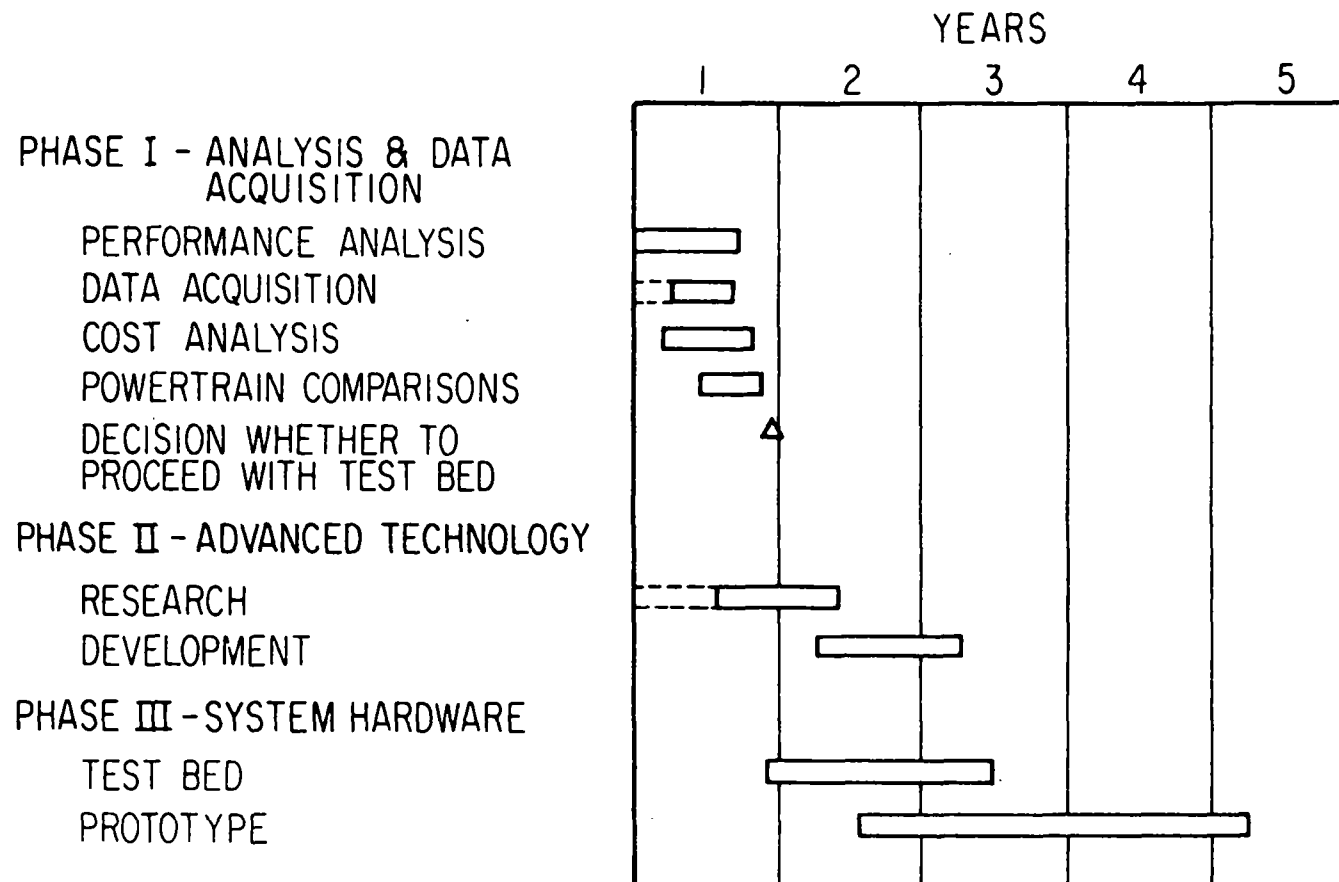 YEARS
1 2 3 4 5
PHASE I - ANALYSIS & DATA
ACQUISITION
PERFORMANCE ANALYSIS
DATA ACQUISITION
COST ANALYSIS
POWERTRAIN COMPARISONS
DECISION WHETHER TO
PROCEED WITH TEST BED
PHASE II - ADVANCED TECHNOLOGY
RESEARCH
DEVELOPMENT
PHASE III - SYSTEM HARDWARE
TEST BED
PROTOTYPE